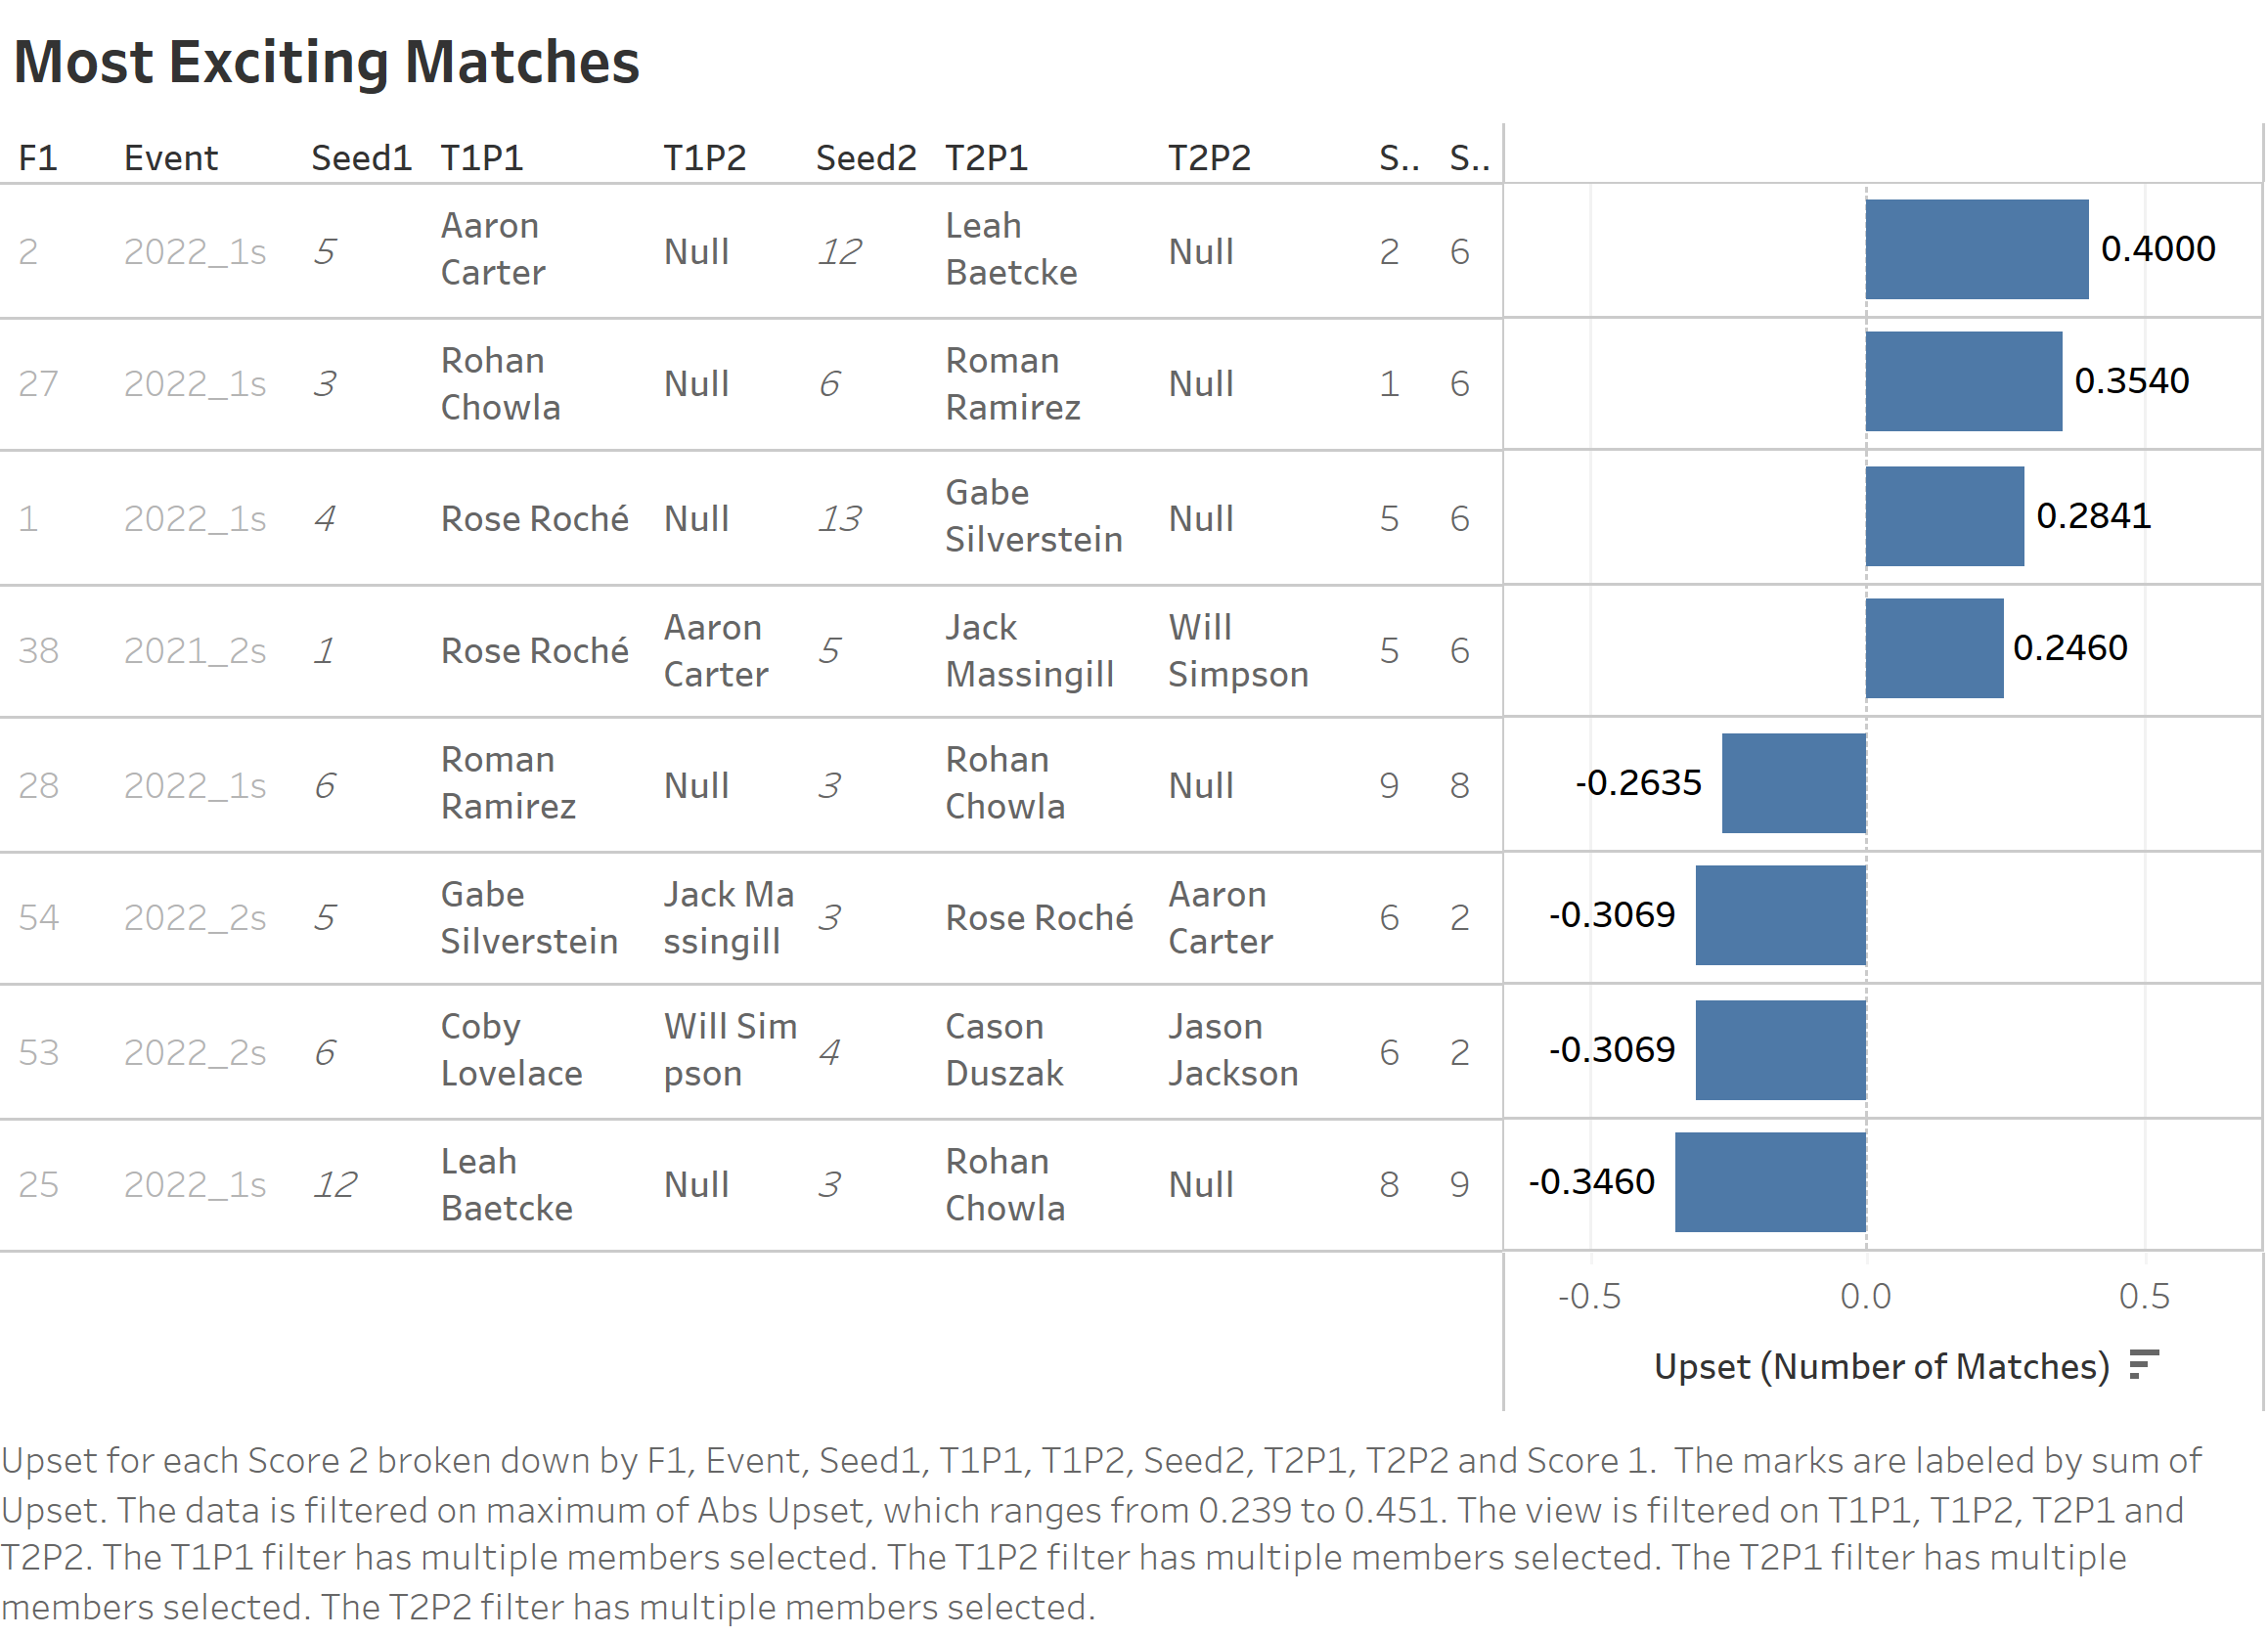 Most Exciting Matches
F1 Event Seed1 T1P1 T1P2 Seed2 T2P1 T2P2 S.. S..
2 2022_1s 5 Aaron Carter Null 12 Leah Baetcke Null 2 6 0.4000
27 2022_1s 3 Rohan Chowla Null 6 Roman Ramirez Null 1 6 0.3540
1 2022_1s 4 Rose Roché Null 13 Gabe Silverstein Null 5 6 0.2841
38 2021_2s 1 Rose Roché Aaron Carter 5 Jack Massingill Will Simpson 5 6 0.2460
28 2022_1s 6 Roman Ramirez Null 3 Rohan Chowla Null 9 8 -0.2635
54 2022_2s 5 Gabe Silverstein Jack Ma ssingill 3 Rose Roché Aaron Carter 6 2 -0.3069
53 2022_2s 6 Coby Lovelace Will Sim pson 4 Cason Duszak Jason Jackson 6 2 -0.3069
25 2022_1s 12 Leah Baetcke Null 3 Rohan Chowla Null 8 9 -0.3460
-0.5 0.0 0.5
Upset (Number of Matches)
Upset for each Score 2 broken down by F1, Event, Seed1, T1P1, T1P2, Seed2, T2P1, T2P2 and Score 1. The marks are labeled by sum of
Upset. The data is filtered on maximum of Abs Upset, which ranges from 0.239 to 0.451. The view is filtered on T1P1, T1P2, T2P1 and
T2P2. The T1P1 filter has multiple members selected. The T1P2 filter has multiple members selected. The T2P1 filter has multiple
members selected. The T2P2 filter has multiple members selected.